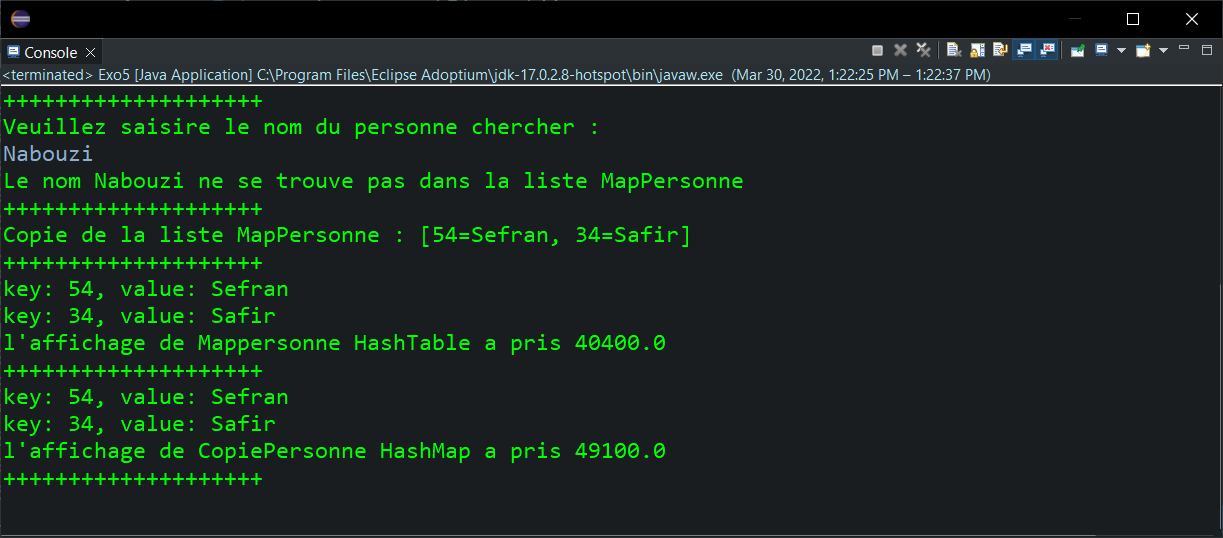 Console
<terminated> Exo5 [Java Application] C:\Program Files\Eclipse Adoptium\jdk-17.0.2.8-hotspot\bin\javaw.exe (Mar 30, 2022, 1:22:25 PM – 1:22:37 PM)
++++++++++++++++++++
Veuillez saisire le nom du personne chercher :
Nabouzi
Le nom Nabouzi ne se trouve pas dans la liste MapPersonne
++++++++++++++++++++
Copie de la liste MapPersonne : [54=Sefran, 34=Safir]
++++++++++++++++++++
key: 54, value: Sefran
key: 34, value: Safir
l'affichage de Mappersonne HashTable a pris 40400.0
++++++++++++++++++++
key: 54, value: Sefran
key: 34, value: Safir
l'affichage de CopiePersonne HashMap a pris 49100.0
++++++++++++++++++++